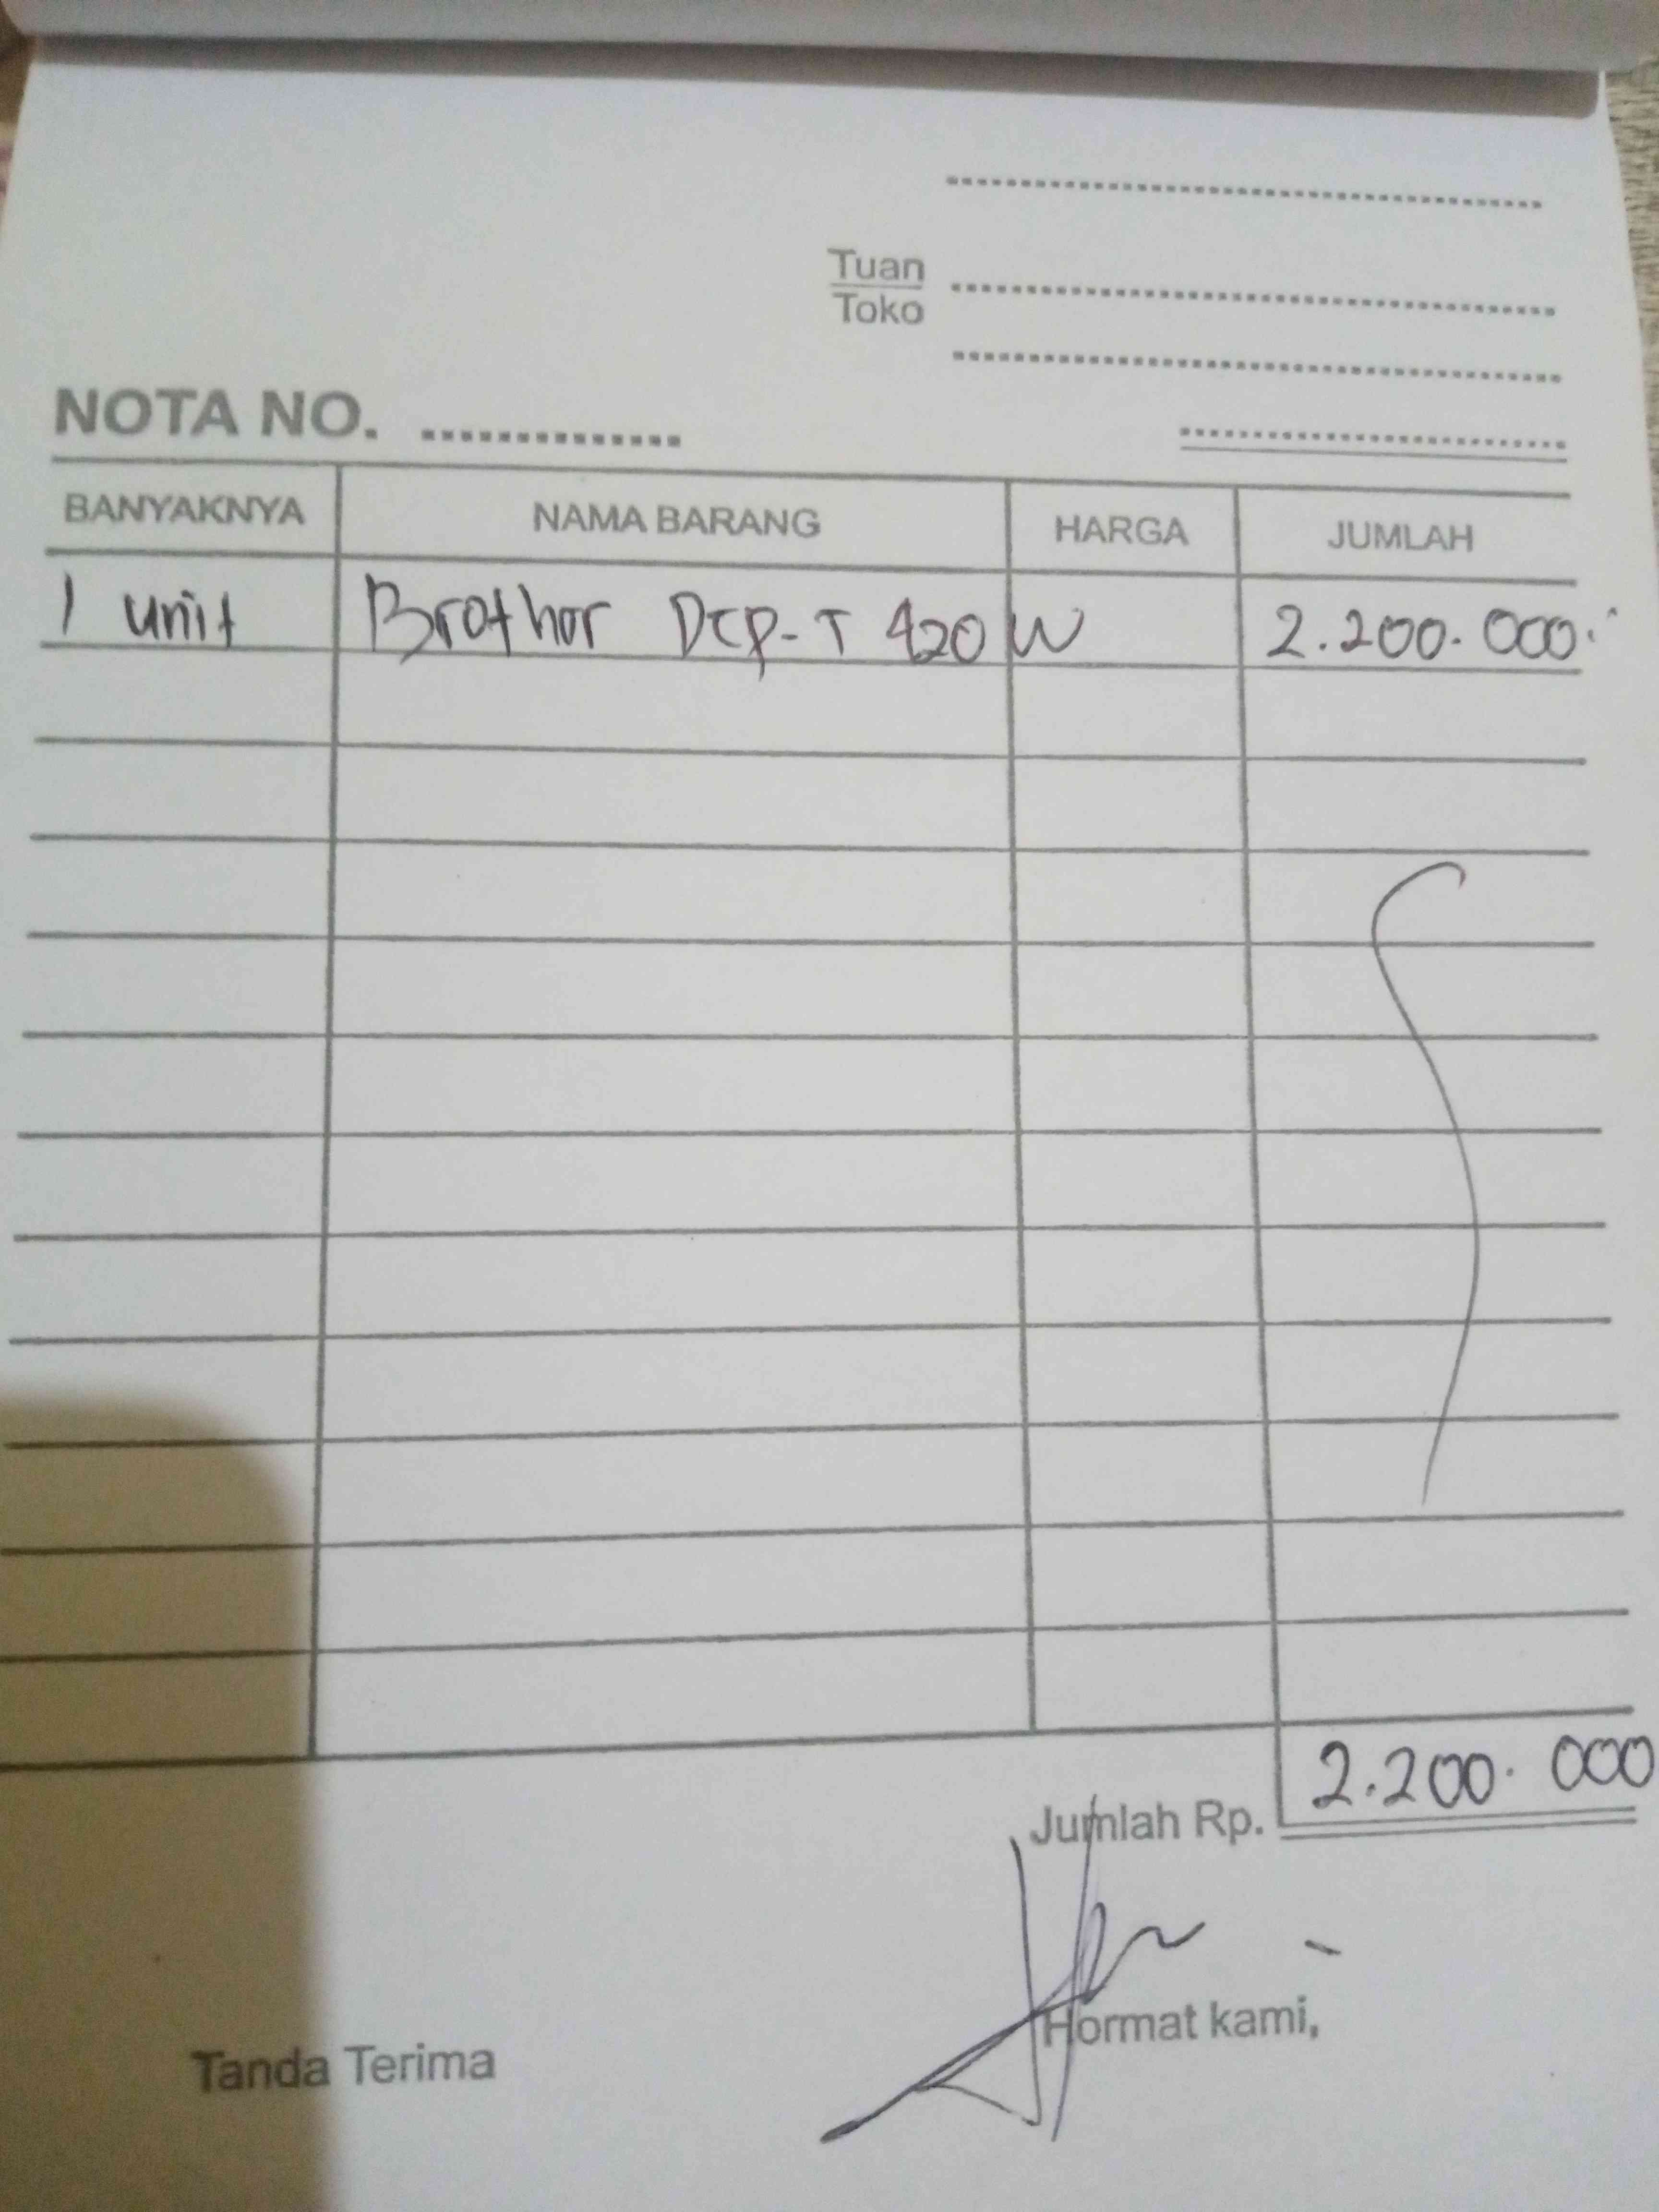 Tuan
Toko
NOTA NO.
BANYAKNYA NAMA BARANG HARGA JUMLAH
1 unit Brother DCP-T 420 W 2.200.000.-
Jumlah Rp. 2.200.000
Tanda Terima Hormat kami,